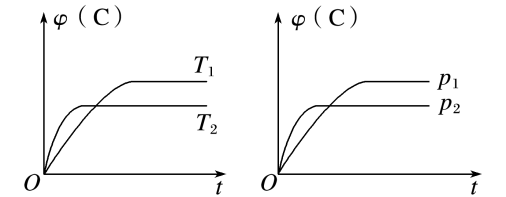 φ（C）
T₁
T₂
O
t
φ（C）
p₁
p₂
O
t